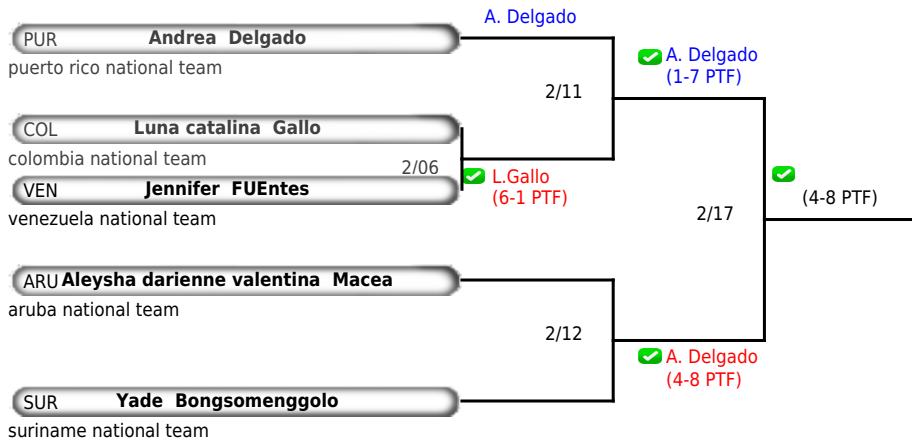 A. Delgado
PUR Andrea Delgado
puerto rico national team
A. Delgado
(1-7 PTF)
2/11
COL Luna catalina Gallo
colombia national team
2/06
L.Gallo
(6-1 PTF)
VEN Jennifer FUEntes
venezuela national team
(4-8 PTF)
2/17
ARU Aleysha darienne valentina Macea
aruba national team
2/12
A. Delgado
(4-8 PTF)
SUR Yade Bongsomenggolo
suriname national team